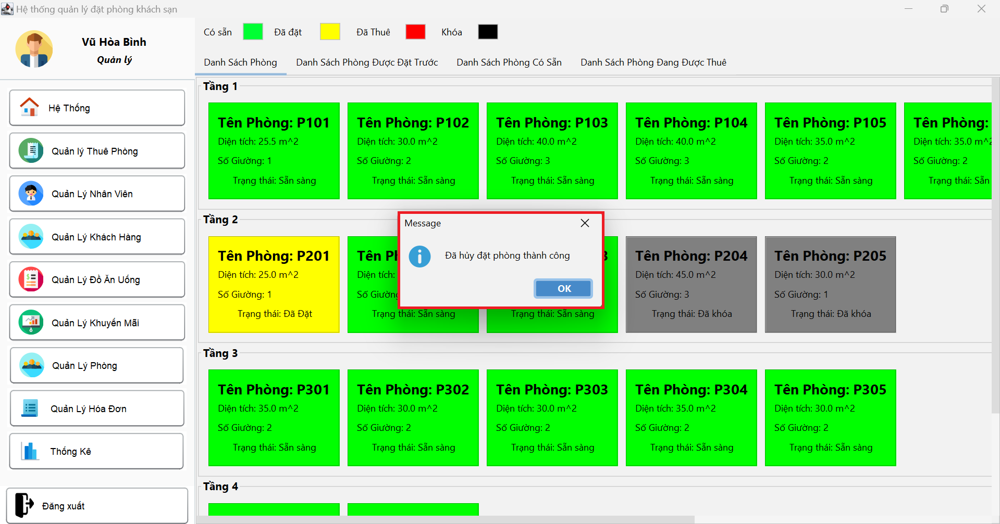 Hệ thống quản lý đặt phòng khách sạn
Vũ Hòa Bình
Quản lý
Hệ Thống
Quản lý Thuê Phòng
Quản Lý Nhân Viên
Quản Lý Khách Hàng
Quản Lý Đồ Ăn Uống
Quản Lý Khuyến Mãi
Quản Lý Phòng
Quản Lý Hóa Đơn
Thống Kê
Đăng xuất
Có sẵn Đã đặt Đã Thuê Khóa
Danh Sách Phòng Danh Sách Phòng Được Đặt Trước Danh Sách Phòng Có Sẵn Danh Sách Phòng Đang Được Thuê
Tầng 1
Tên Phòng: P101 Tên Phòng: P102 Tên Phòng: P103 Tên Phòng: P104 Tên Phòng: P105 Tên Phòng:
Diện tích: 25.5 m^2 Diện tích: 30.0 m^2 Diện tích: 40.0 m^2 Diện tích: 40.0 m^2 Diện tích: 35.0 m^2 Diện tích: 35.0 m^2
Số Giường: 1 Số Giường: 2 Số Giường: 3 Số Giường: 3 Số Giường: 2 Số Giường: 2
Trạng thái: Sẵn sàng Trạng thái: Sẵn sàng Trạng thái: Sẵn sàng Trạng thái: Sẵn sàng Trạng thái: Sẵn sàng Trạng thái: Sẵn
Tầng 2
Tên Phòng: P201 Tên 3 Tên Phòng: P204 Tên Phòng: P205
Diện tích: 25.0 m^2 Diện tích: Diện tích: 45.0 m^2 Diện tích: 30.0 m^2
Số Giường: 1 Số Giường Số Giường: 3 Số Giường: 1
Trạng thái: Đã Đặt Trạng thái: Sẵn sàng Trạng thái: Sẵn sàng Trạng thái: Đã khóa Trạng thái: Đã khóa
Message
Đã hủy đặt phòng thành công
OK
Tầng 3
Tên Phòng: P301 Tên Phòng: P302 Tên Phòng: P303 Tên Phòng: P304 Tên Phòng: P305
Diện tích: 35.0 m^2 Diện tích: 30.0 m^2 Diện tích: 30.0 m^2 Diện tích: 35.0 m^2 Diện tích: 30.0 m^2
Số Giường: 2 Số Giường: 2 Số Giường: 2 Số Giường: 2 Số Giường: 2
Trạng thái: Sẵn sàng Trạng thái: Sẵn sàng Trạng thái: Sẵn sàng Trạng thái: Sẵn sàng Trạng thái: Sẵn sàng
Tầng 4